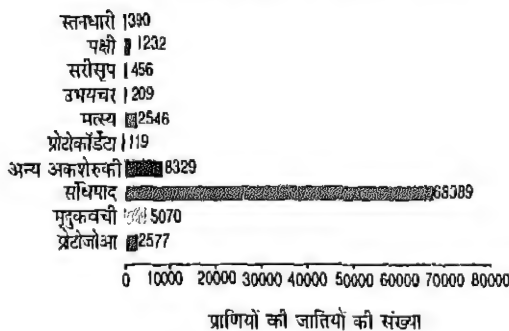 स्तनधारी 390
पक्षी 1232
सरीसृप 456
उभयचर 209
मत्स्य 2546
प्रोटोकॉर्डेटा 119
अन्य अकशेरुकी 8329
संधिपाद 68389
मृदुकवची 5070
प्रोटोजोआ 2577
0 10000 20000 30000 40000 50000 60000 70000 80000
प्राणियों की जातियों की संख्या